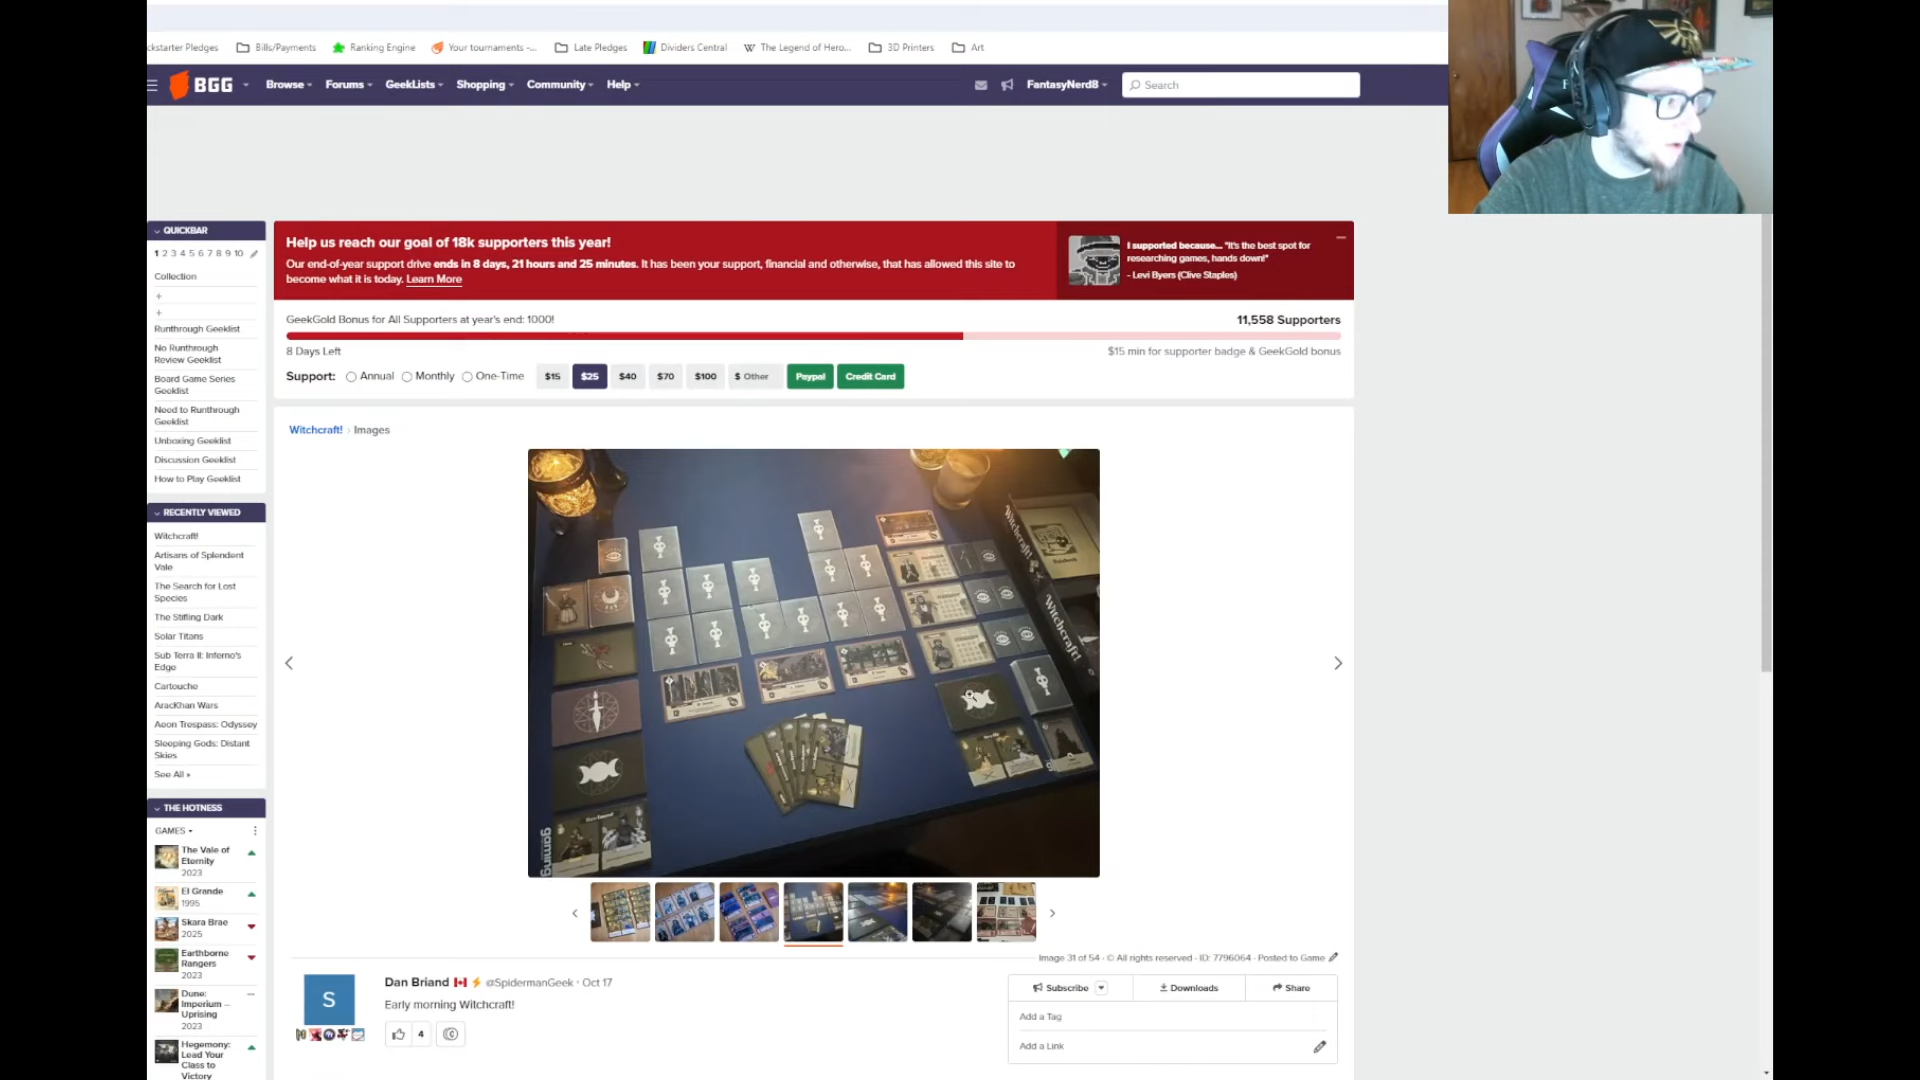 ckstarter Pledges Bills/Payments Ranking Engine Your tournaments -... Late Pledges Dividers Central The Legend of Hero... 3D Printers Art
BGG Browse Forums GeekLists Shopping Community Help FantasyNerd8 Search
QUICKBAR
1 2 3 4 5 6 7 8 9 10
Collection
+
+
Runthrough Geeklist
No Runthrough
Review Geeklist
Board Game Series
Geeklist
Need to Runthrough
Geeklist
Unboxing Geeklist
Discussion Geeklist
How to Play Geeklist
RECENTLY VIEWED
Witchcraft!
Artisans of Splendent
Vale
The Search for Lost
Species
The Stifling Dark
Solar Titans
Sub Terra II: Inferno's
Edge
Cartouche
AracKhan Wars
Aeon Trespass: Odyssey
Sleeping Gods: Distant
Skies
See All »
THE HOTNESS
GAMES
The Vale of
Eternity
2023
El Grande
1995
Skara Brae
2025
Earthborne
Rangers
2023
Dune:
Imperium –
Uprising
2023
Hegemony:
Lead Your
Class to
Victory
Help us reach our goal of 18k supporters this year!
Our end-of-year support drive ends in 8 days, 21 hours and 25 minutes. It has been your support, financial and otherwise, that has allowed this site to
become what it is today. Learn More
I supported because... "It's the best spot for
researching games, hands down!"
- Levi Byers (Clive Staples)
GeekGold Bonus for All Supporters at year's end: 1000! 11,558 Supporters
8 Days Left $15 min for supporter badge & GeekGold bonus
Support: Annual Monthly One-Time $15 $25 $40 $70 $100 $ Other Paypal Credit Card
Witchcraft! › Images
Witchcraft!
Rulebook
Witchcraft!
gaming
Image 31 of 54 · © All rights reserved · ID: 7796064 · Posted to Game
S
Dan Briand @SpidermanGeek · Oct 17
Early morning Witchcraft!
4
Subscribe Downloads Share
Add a Tag
Add a Link